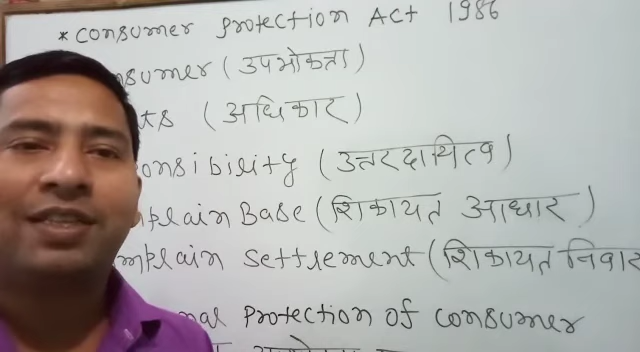 * Consumer Protection Act 1986
nsumer (उपभोक्ता)
ts (अधिकार)
onsibility (उत्तरदायित्व)
mplain Base (शिकायत आधार)
omplain Settlement (शिकायत निवार
nal Protection of Consumer